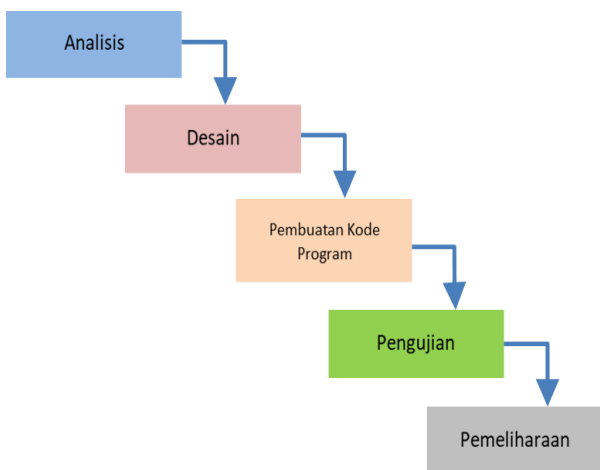 Analisis
Desain
Pembuatan Kode
Program
Pengujian
Pemeliharaan